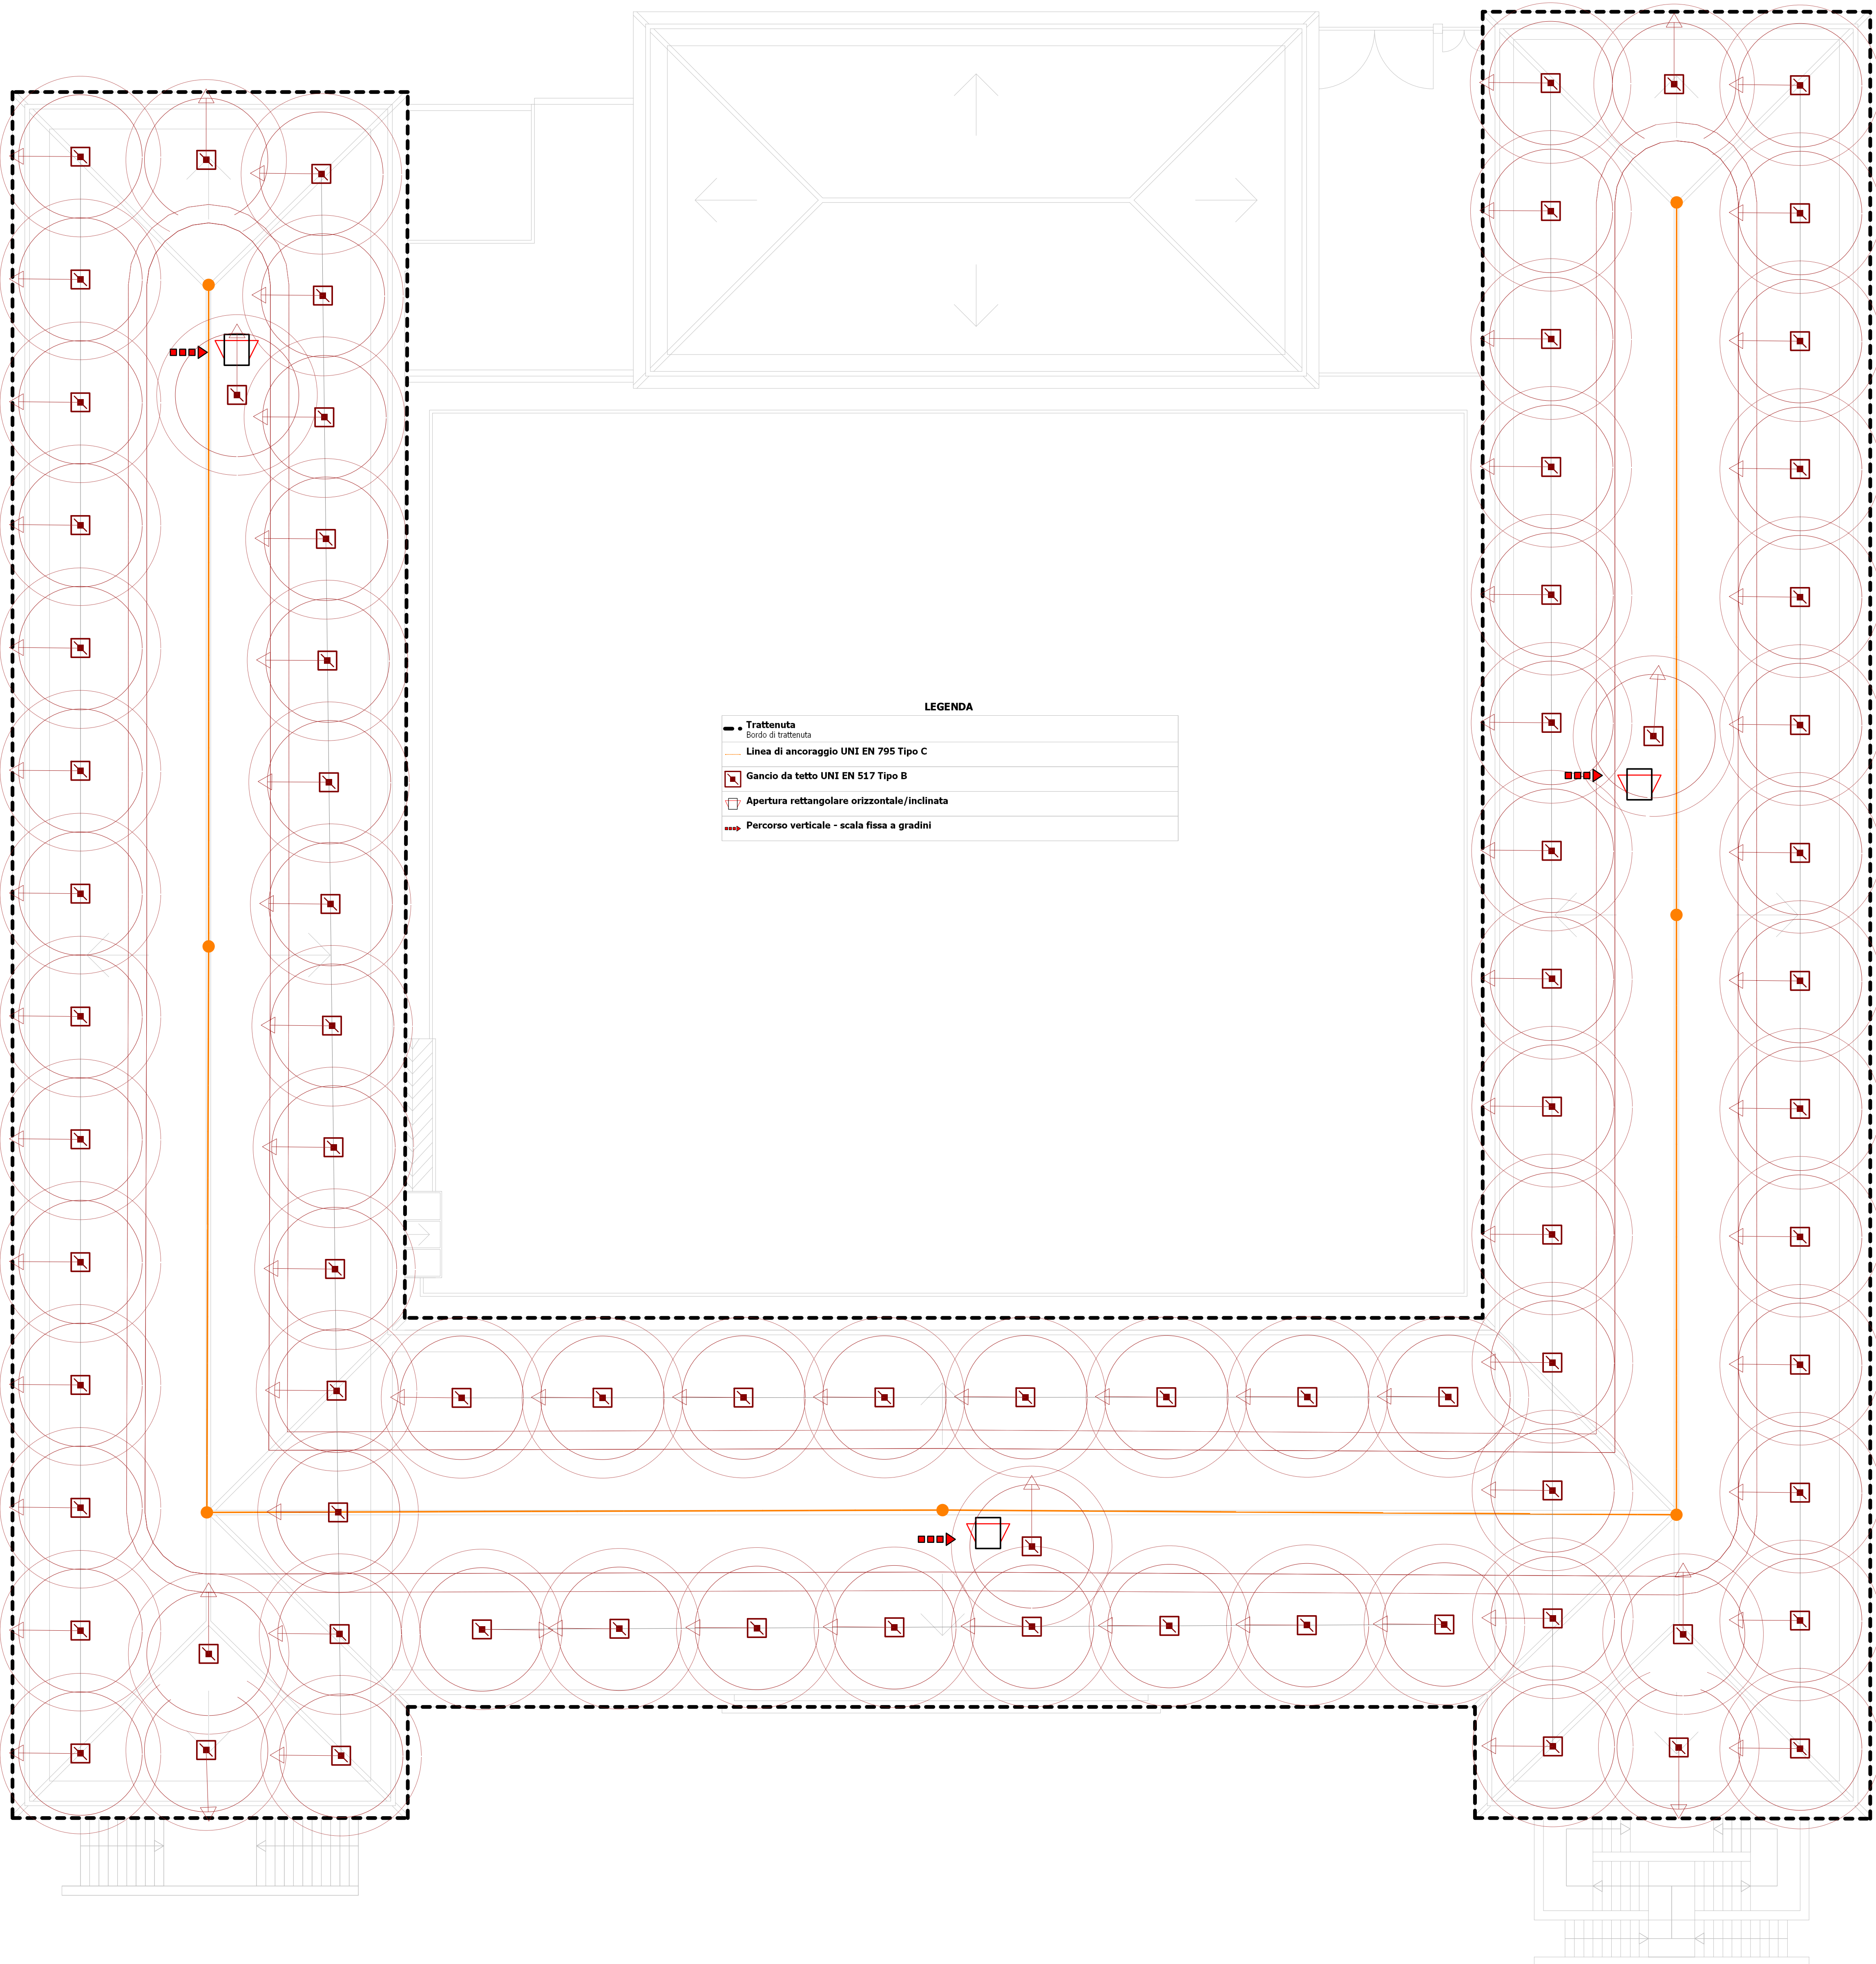 LEGENDA
Trattenuta
Bordo di trattenuta
Linea di ancoraggio UNI EN 795 Tipo C
Gancio da tetto UNI EN 517 Tipo B
Apertura rettangolare orizzontale/inclinata
Percorso verticale - scala fissa a gradini